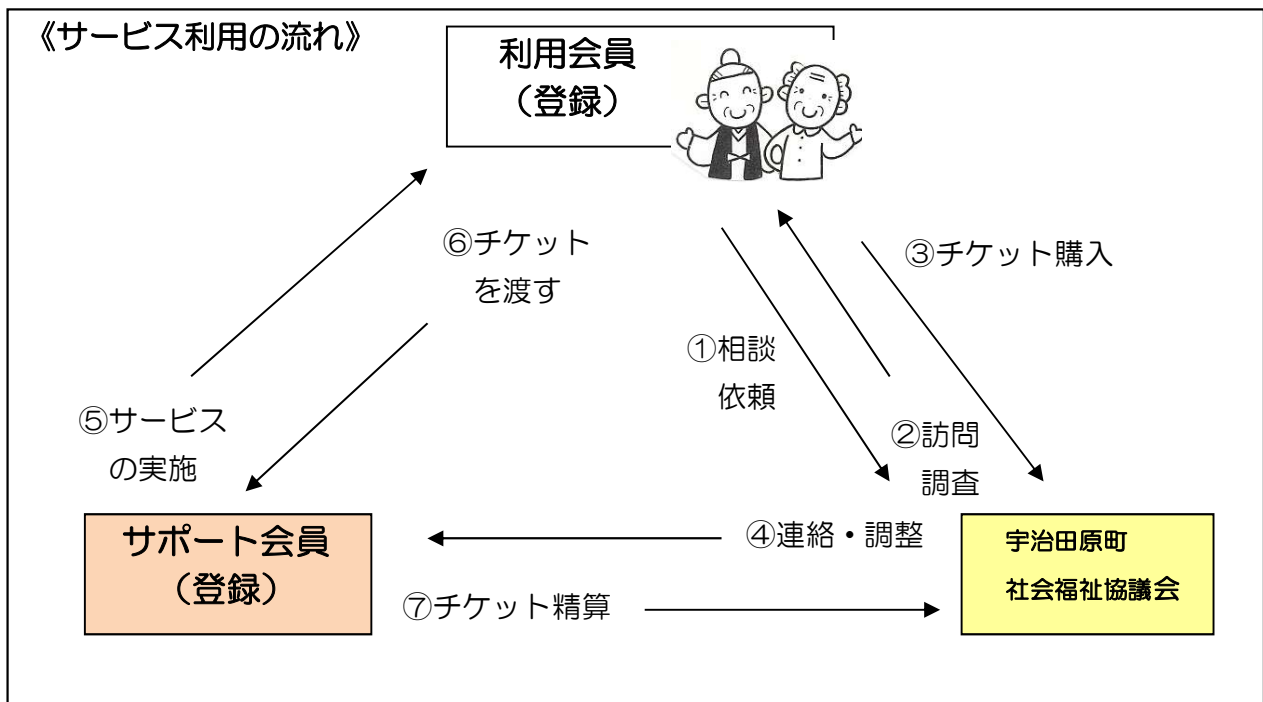 《サービス利用の流れ》
利用会員
(登録)
⑥チケット
を渡す
③チケット購入
①相談
依頼
⑤サービス
の実施
②訪問
調査
サポート会員
(登録)
④連絡・調整
宇治田原町
社会福祉協議会
⑦チケット精算